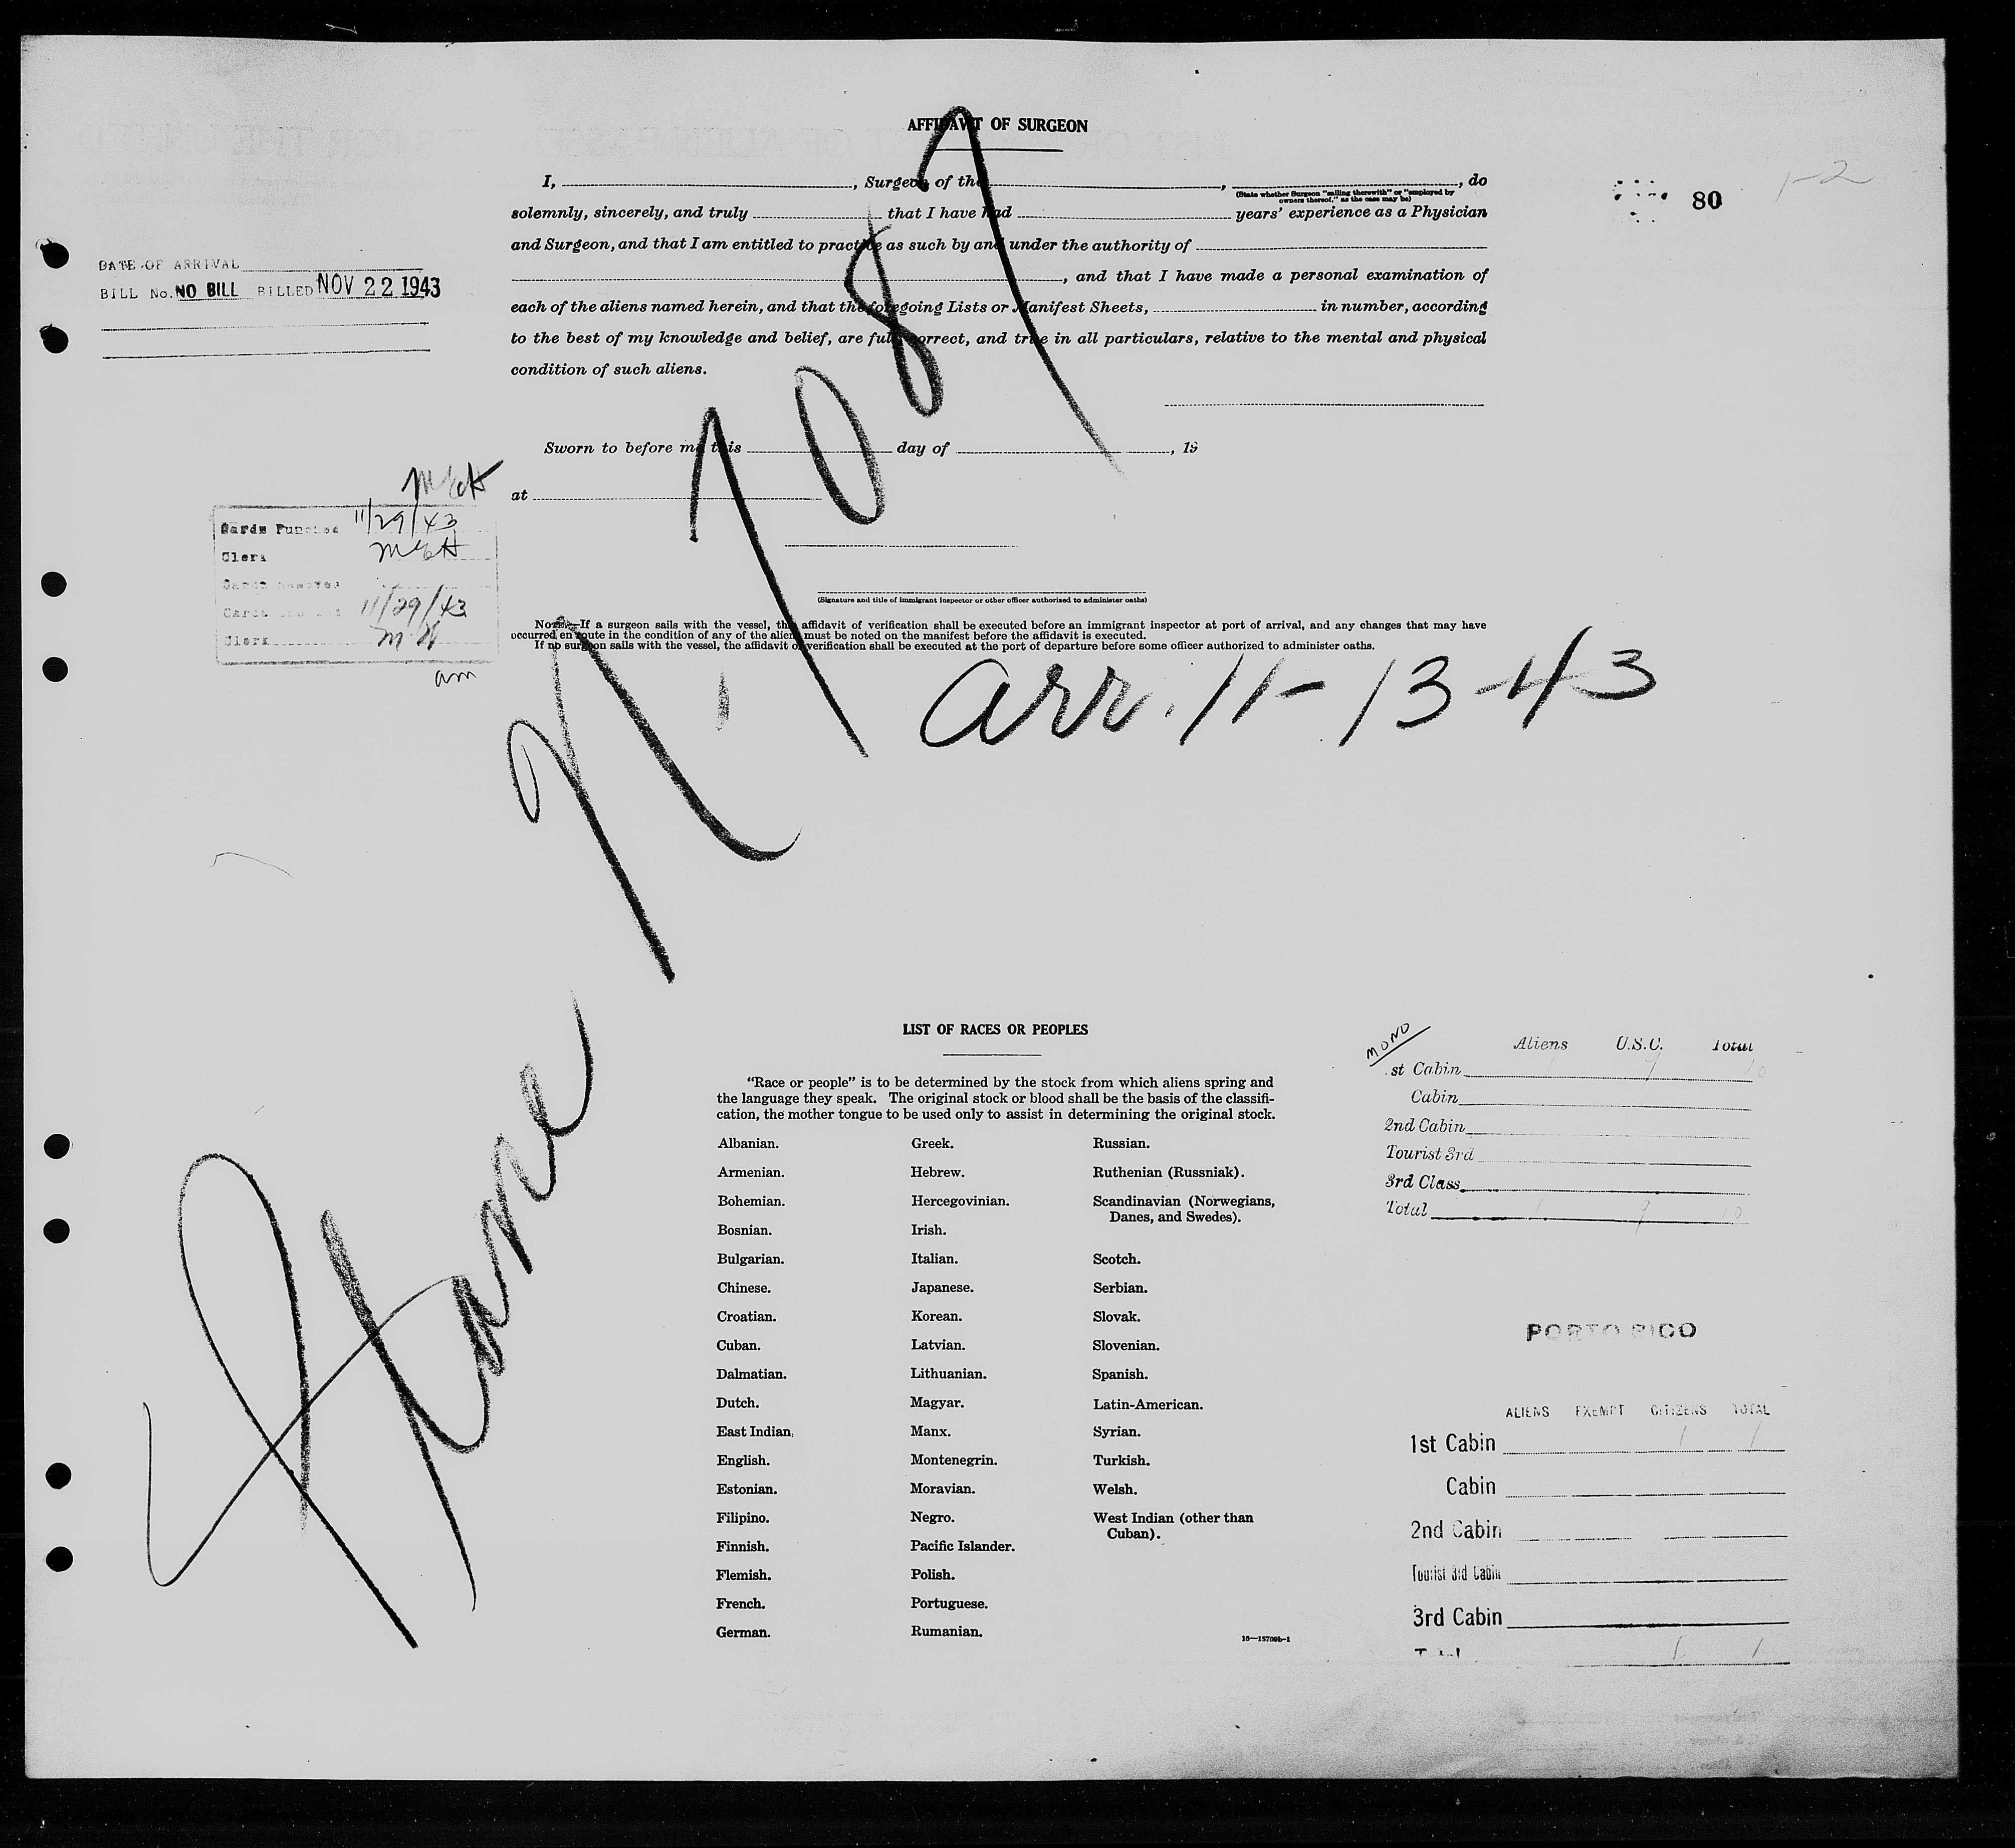 AFFIDAVIT OF SURGEON
I, , Surgeon of the , , do
(State whether Surgeon "sailing therewith" or "employed by owners thereof," as the case may be)
solemnly, sincerely, and truly that I have had years' experience as a Physician
and Surgeon, and that I am entitled to practice as such by and under the authority of
, and that I have made a personal examination of
each of the aliens named herein, and that the foregoing Lists or Manifest Sheets, in number, according
to the best of my knowledge and belief, are full, correct, and true in all particulars, relative to the mental and physical
condition of such aliens.
80
1-2
DATE OF ARRIVAL
BILL No. NO BILL BILLED NOV 22 1943
Sworn to before me this day of , 19
at
Cards Punched 11/29/43
Clerk
11/29/43
Clerk
am
(Signature and title of immigrant inspector or other officer authorized to administer oaths)
NOTE.—If a surgeon sails with the vessel, this affidavit of verification shall be executed before an immigrant inspector at port of arrival, and any changes that may have
occurred en route in the condition of any of the aliens must be noted on the manifest before the affidavit is executed.
If no surgeon sails with the vessel, the affidavit of verification shall be executed at the port of departure before some officer authorized to administer oaths.
arr. 11-13-43
Plane N.1087
LIST OF RACES OR PEOPLES
"Race or people" is to be determined by the stock from which aliens spring and
the language they speak. The original stock or blood shall be the basis of the classifi-
cation, the mother tongue to be used only to assist in determining the original stock.
Albanian. Greek. Russian.
Armenian. Hebrew. Ruthenian (Russniak).
Bohemian. Hercegovinian. Scandinavian (Norwegians,
Danes, and Swedes).
Bosnian. Irish.
Bulgarian. Italian. Scotch.
Chinese. Japanese. Serbian.
Croatian. Korean. Slovak.
Cuban. Latvian. Slovenian.
Dalmatian. Lithuanian. Spanish.
Dutch. Magyar. Latin-American.
East Indian. Manx. Syrian.
English. Montenegrin. Turkish.
Estonian. Moravian. Welsh.
Filipino. Negro. West Indian (other than
Cuban).
Finnish. Pacific Islander.
Flemish. Polish.
French. Portuguese.
German. Rumanian.
16—13709b-1
MONO
Aliens U.S.C. Total
st Cabin
Cabin
2nd Cabin
Tourist 3rd
3rd Class
Total 1 9 10
PORTO RICO
ALIENS EXEMPT CITIZENS TOTAL
1st Cabin 1 1
Cabin
2nd Cabin
Tourist 3rd Cabin
3rd Cabin
Total 1 1